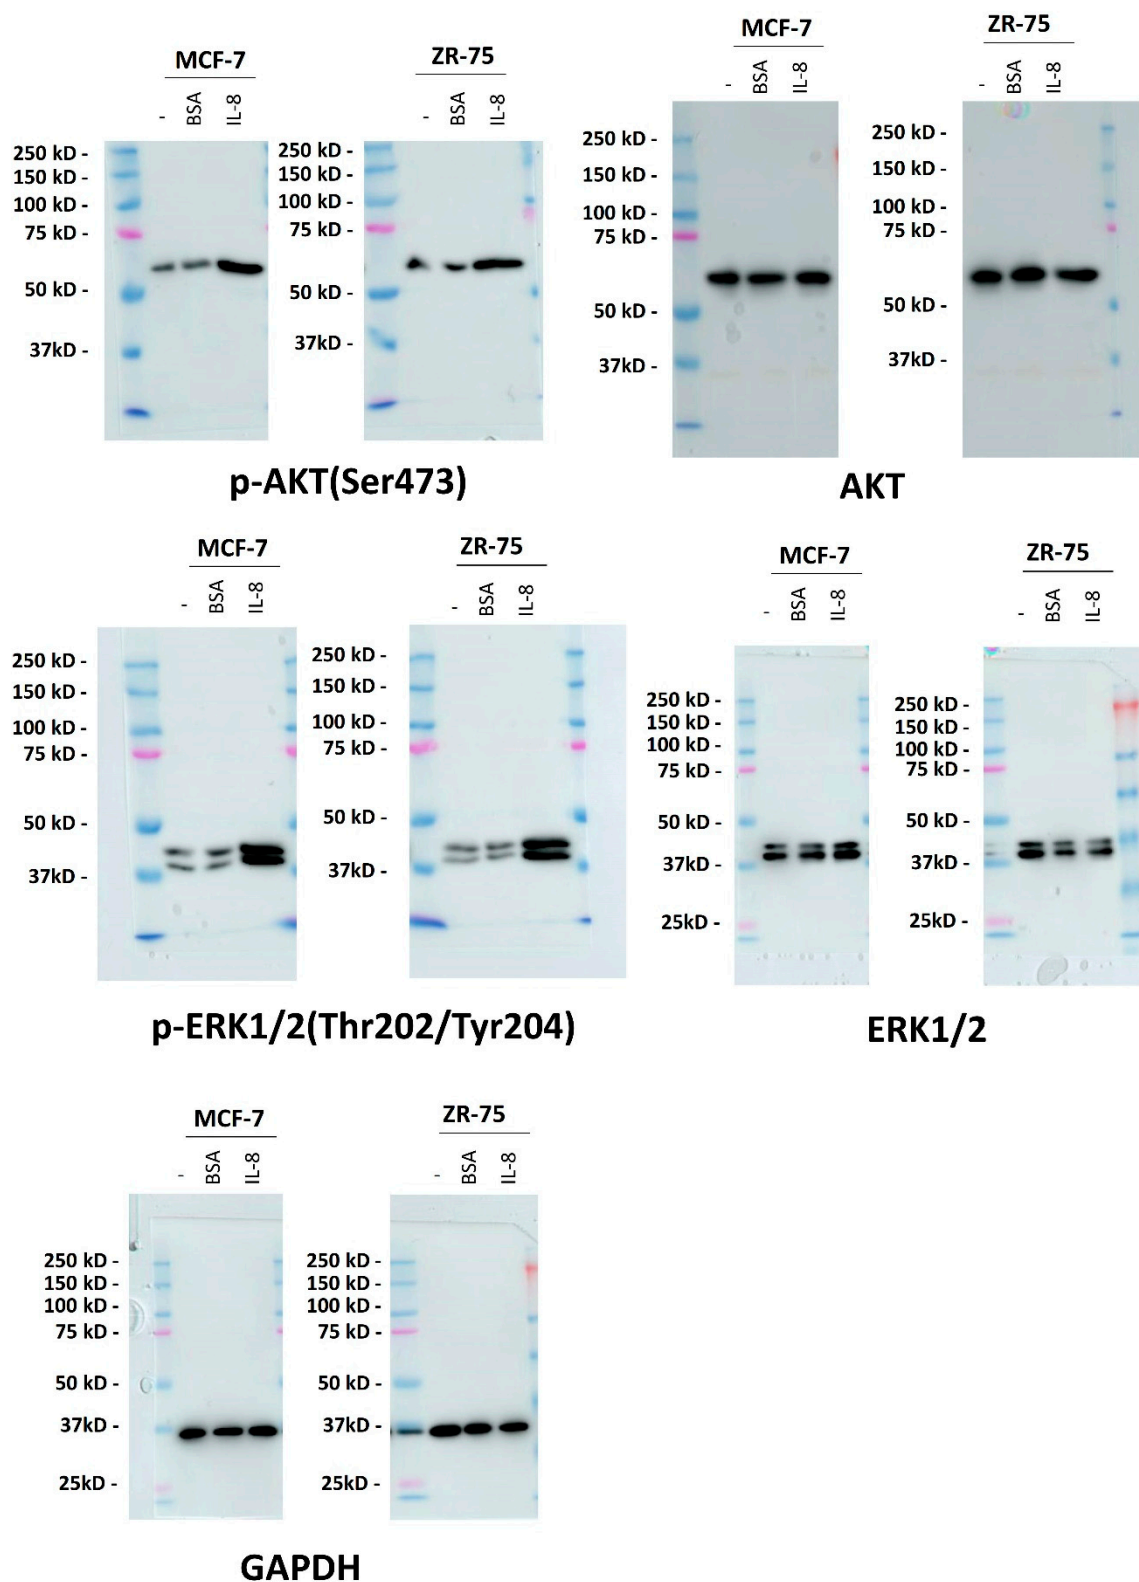 MCF-7
- BSA IL-8
250 kD -
150 kD -
100 kD -
75 kD -
50 kD -
37kD -
ZR-75
- BSA IL-8
250 kD -
150 kD -
100 kD -
75 kD -
50 kD -
37kD -
p-AKT(Ser473)
MCF-7
- BSA IL-8
250 kD -
150 kD -
100 kD -
75 kD -
50 kD -
37kD -
ZR-75
- BSA IL-8
250 kD -
150 kD -
100 kD -
75 kD -
50 kD -
37kD -
AKT
MCF-7
- BSA IL-8
250 kD -
150 kD -
100 kD -
75 kD -
50 kD -
37kD -
ZR-75
- BSA IL-8
250 kD -
150 kD -
100 kD -
75 kD -
50 kD -
37kD -
p-ERK1/2(Thr202/Tyr204)
MCF-7
- BSA IL-8
250 kD -
150 kD -
100 kD -
75 kD -
50 kD -
37kD -
25kD -
ZR-75
- BSA IL-8
250 kD -
150 kD -
100 kD -
75 kD -
50 kD -
37kD -
25kD -
ERK1/2
MCF-7
- BSA IL-8
250 kD -
150 kD -
100 kD -
75 kD -
50 kD -
37kD -
25kD -
ZR-75
- BSA IL-8
250 kD -
150 kD -
100 kD -
75 kD -
50 kD -
37kD -
25kD -
GAPDH